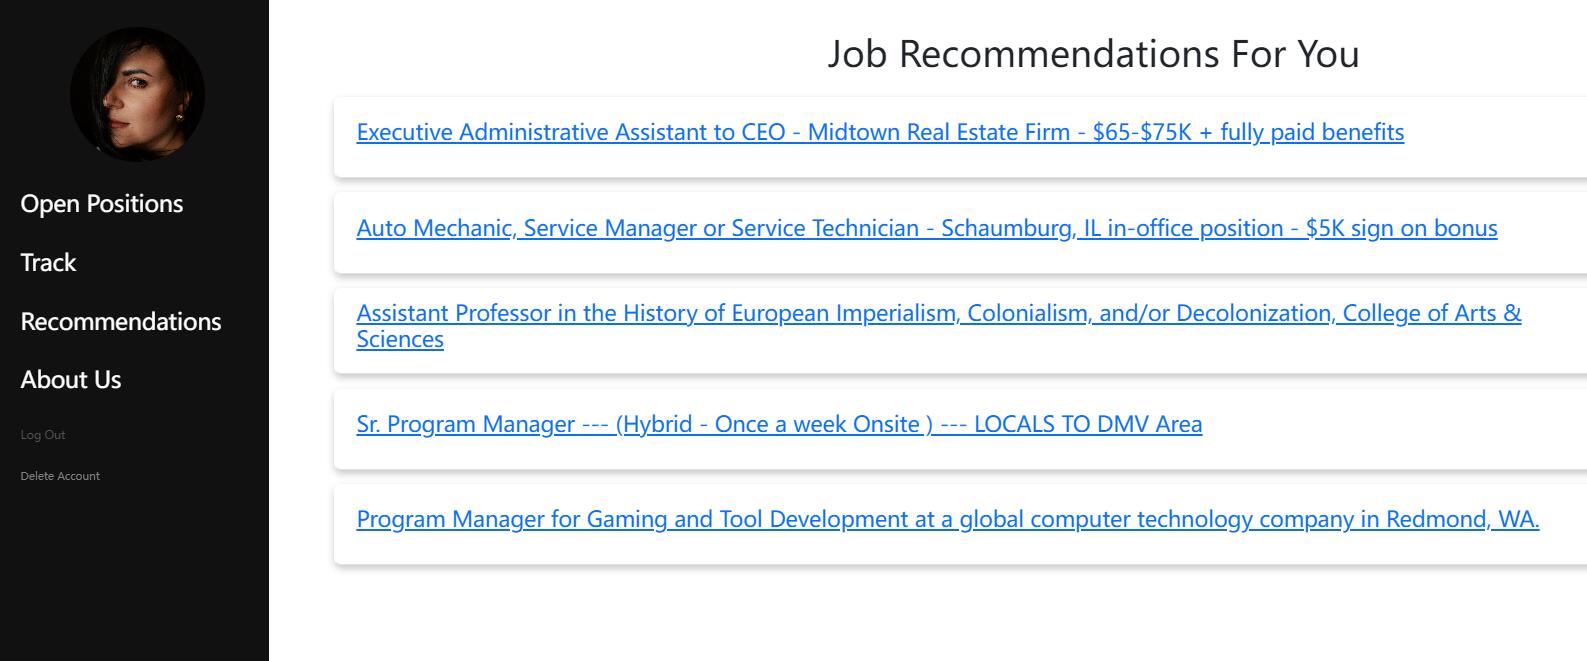 Open Positions
Track
Recommendations
About Us
Log Out
Delete Account
Job Recommendations For You
Executive Administrative Assistant to CEO - Midtown Real Estate Firm - $65-$75K + fully paid benefits
Auto Mechanic, Service Manager or Service Technician - Schaumburg, IL in-office position - $5K sign on bonus
Assistant Professor in the History of European Imperialism, Colonialism, and/or Decolonization, College of Arts &
Sciences
Sr. Program Manager --- (Hybrid - Once a week Onsite ) --- LOCALS TO DMV Area
Program Manager for Gaming and Tool Development at a global computer technology company in Redmond, WA.